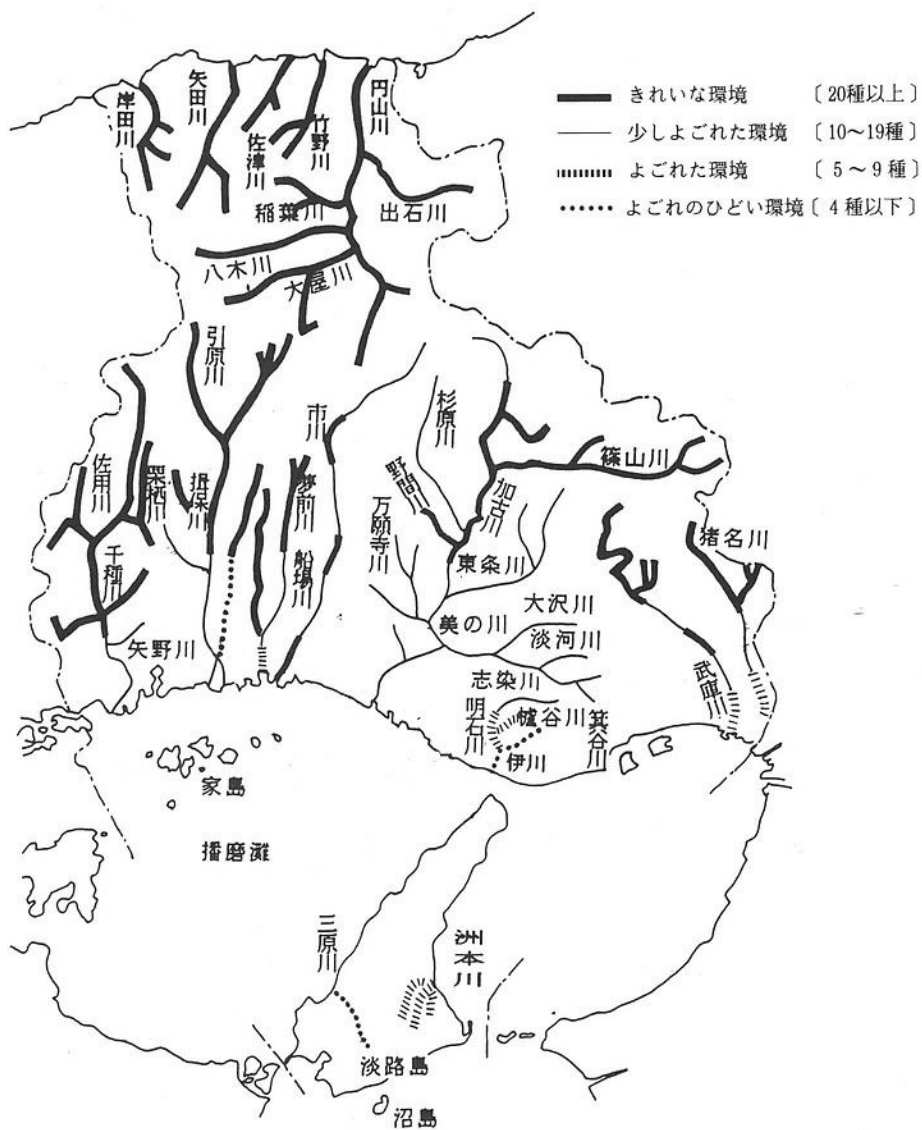 きれいな環境 〔20種以上〕
少しよごれた環境 〔10〜19種〕
よごれた環境 〔5〜9種〕
よごれのひどい環境〔4種以下〕
岸田川
矢田川
佐津川
竹野川
円山川
稲葉川
出石川
八木川
大屋川
引原川
市川
杉原川
篠山川
佐用川
栗栖川
揖保川
夢前川
野間川
加古川
万願寺川
猪名川
千種川
船場川
東条川
大沢川
美の川
淡河川
矢野川
志染川
武庫川
明石川
櫨谷川
箕谷川
伊川
家島
播磨灘
三原川
淡路島
沼島